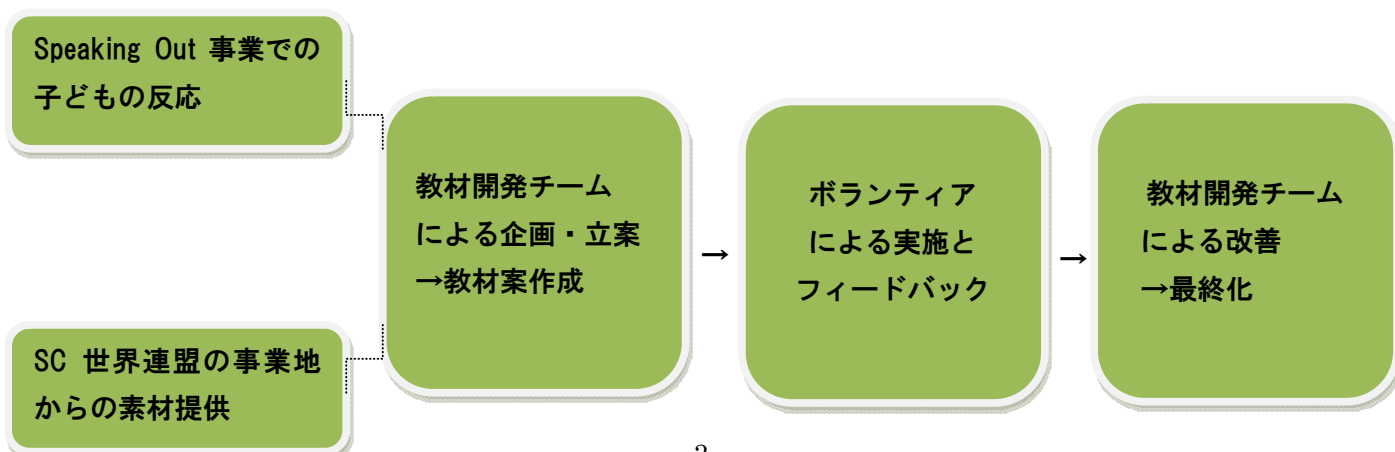 Speaking Out 事業での
子どもの反応
SC 世界連盟の事業地
からの素材提供
教材開発チーム
による企画・立案
→教材案作成
→
ボランティア
による実施と
フィードバック
→
教材開発チーム
による改善
→最終化